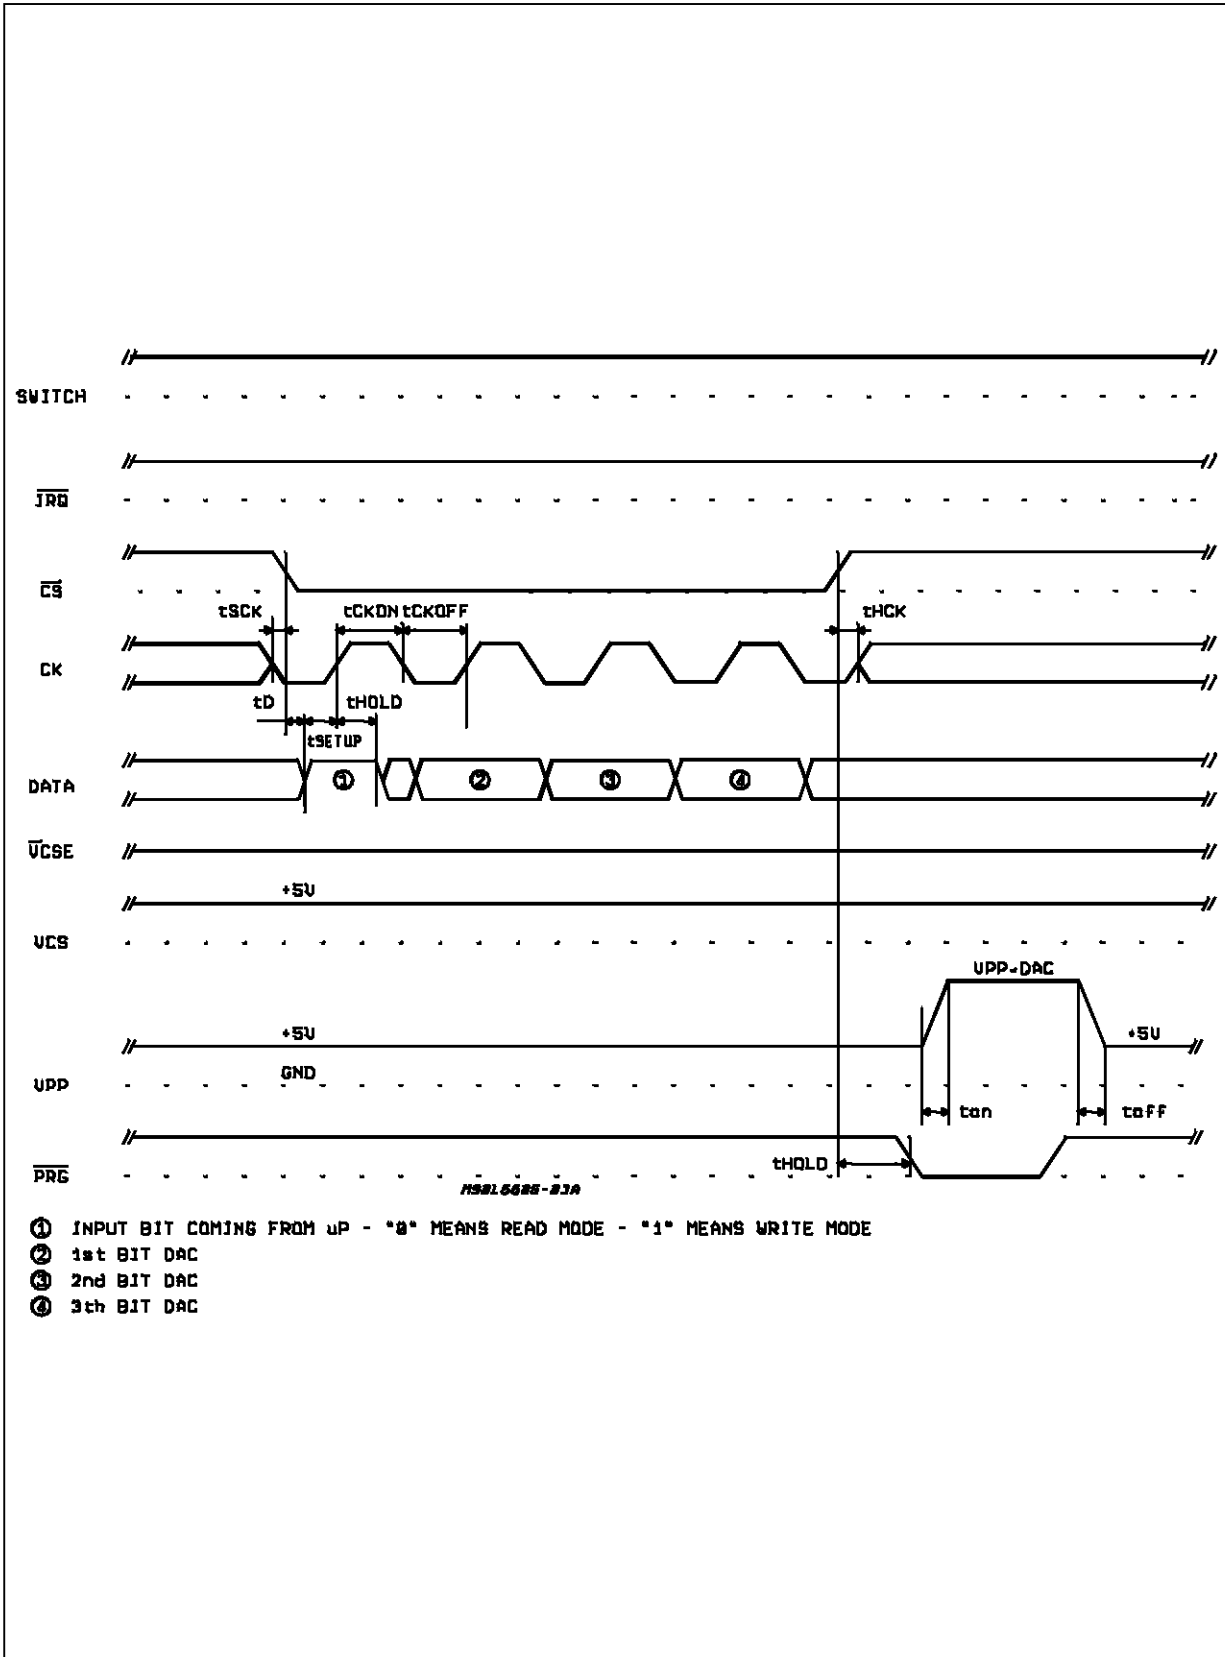 SWITCH
IRQ
CS
tSCK tCKON tCKOFF tHCK
CK
tD tHOLD
tSETUP
DATA ① ② ③ ④
VCSE
+5V
VCS
VPP-DAC
+5V +5V
GND
VPP
ton toff
tHOLD
PRG
① INPUT BIT COMING FROM uP - "0" MEANS READ MODE - "1" MEANS WRITE MODE
② 1st BIT DAC
③ 2nd BIT DAC
④ 3th BIT DAC